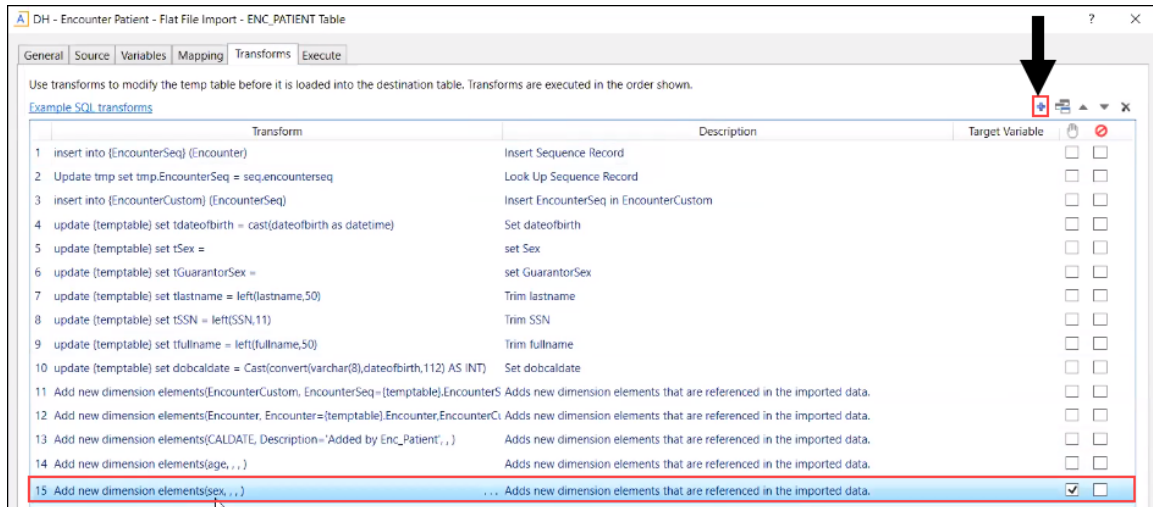 A DH - Encounter Patient - Flat File Import - ENC_PATIENT Table ? ×
General Source Variables Mapping Transforms Execute
Use transforms to modify the temp table before it is loaded into the destination table. Transforms are executed in the order shown.
Example SQL transforms
Transform Description Target Variable
1 insert into {EncounterSeq} (Encounter) Insert Sequence Record
2 Update tmp set tmp.EncounterSeq = seq.encounterseq Look Up Sequence Record
3 insert into {EncounterCustom} (EncounterSeq) Insert EncounterSeq in EncounterCustom
4 update {temptable} set tdateofbirth = cast(dateofbirth as datetime) Set dateofbirth
5 update {temptable} set tSex = set Sex
6 update {temptable} set tGuarantorSex = set GuarantorSex
7 update {temptable} set tlastname = left(lastname,50) Trim lastname
8 update {temptable} set tSSN = left(SSN,11) Trim SSN
9 update {temptable} set tfullname = left(fullname,50) Trim fullname
10 update {temptable} set dobcaldate = Cast(convert(varchar(8),dateofbirth,112) AS INT) Set dobcaldate
11 Add new dimension elements(EncounterCustom, EncounterSeq={temptable}.EncounterS Adds new dimension elements that are referenced in the imported data.
12 Add new dimension elements(Encounter, Encounter={temptable}.Encounter,EncounterCu Adds new dimension elements that are referenced in the imported data.
13 Add new dimension elements(CALDATE, Description='Added by Enc_Patient', , ) Adds new dimension elements that are referenced in the imported data.
14 Add new dimension elements(age, , , ) Adds new dimension elements that are referenced in the imported data.
15 Add new dimension elements(sex, , , ) ... Adds new dimension elements that are referenced in the imported data.